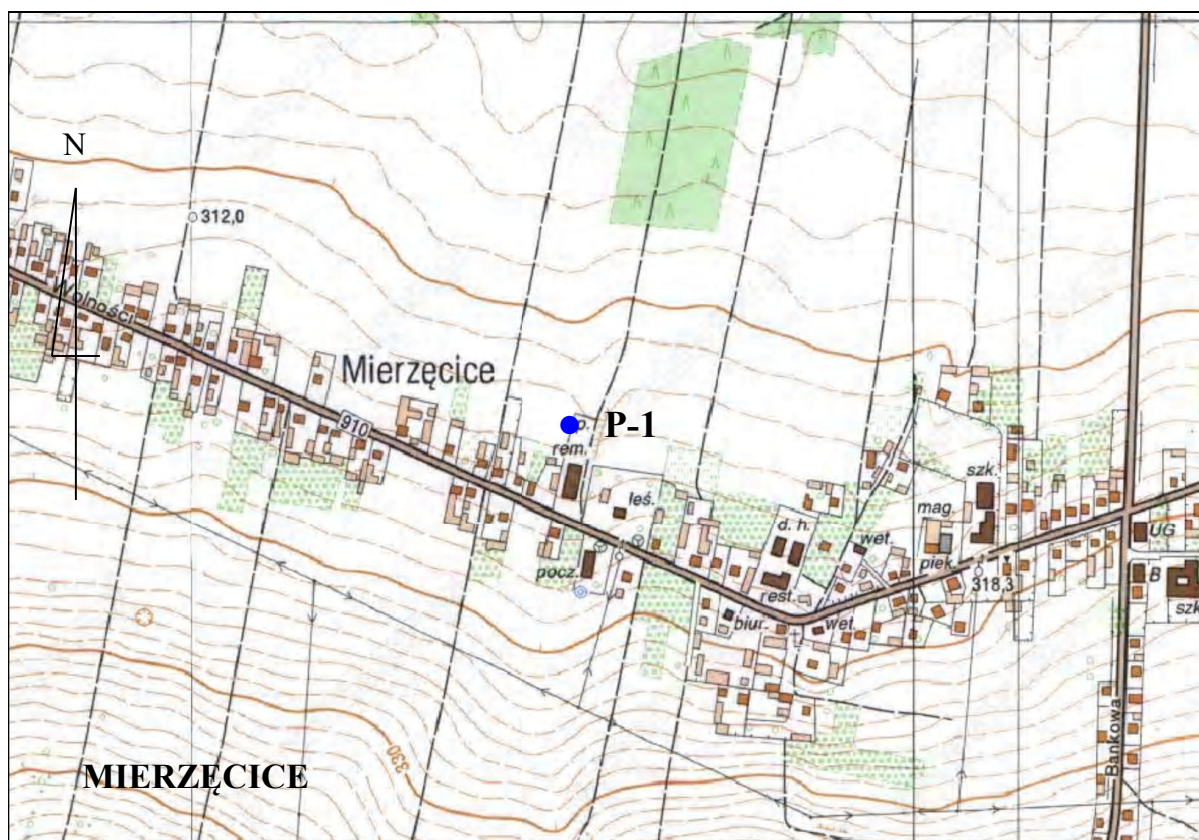 N
312,0
Wolności
Mierzęcice
910
P-1
p.
rem.
leś.
szk.
mag.
d. h.
wet.
UG
piek.
pocz.
B
318,3
rest.
szk.
biur.
wet.
Bankowa
330
MIERZĘCICE